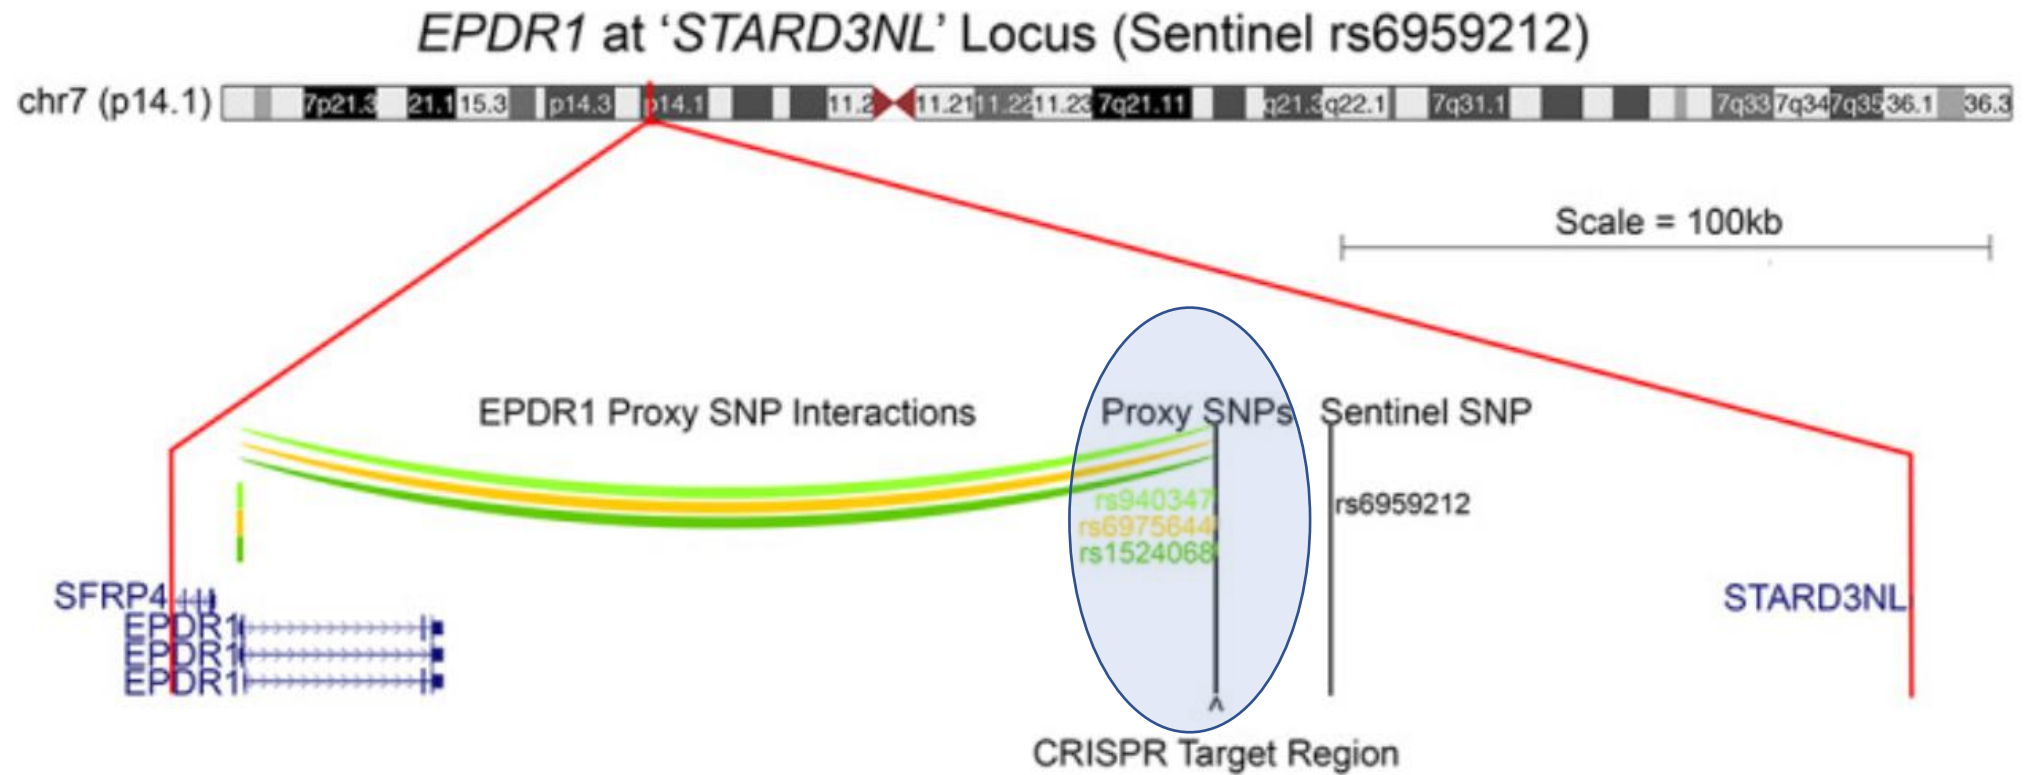 EPDR1 at ‘STARD3NL’ Locus (Sentinel rs6959212)
chr7 (p14.1) 7p21.3 21.1 15.3 p14.3 p14.1 11.2 11.21 11.22 11.23 7q21.11 q21.3 q22.1 7q31.1 7q33 7q34 7q35 36.1 36.3
Scale = 100kb
EPDR1 Proxy SNP Interactions
Proxy SNPs
Sentinel SNP
rs940347
rs6975644
rs1524068
rs6959212
SFRP4
EPDR1
EPDR1
EPDR1
STARD3NL
^
CRISPR Target Region